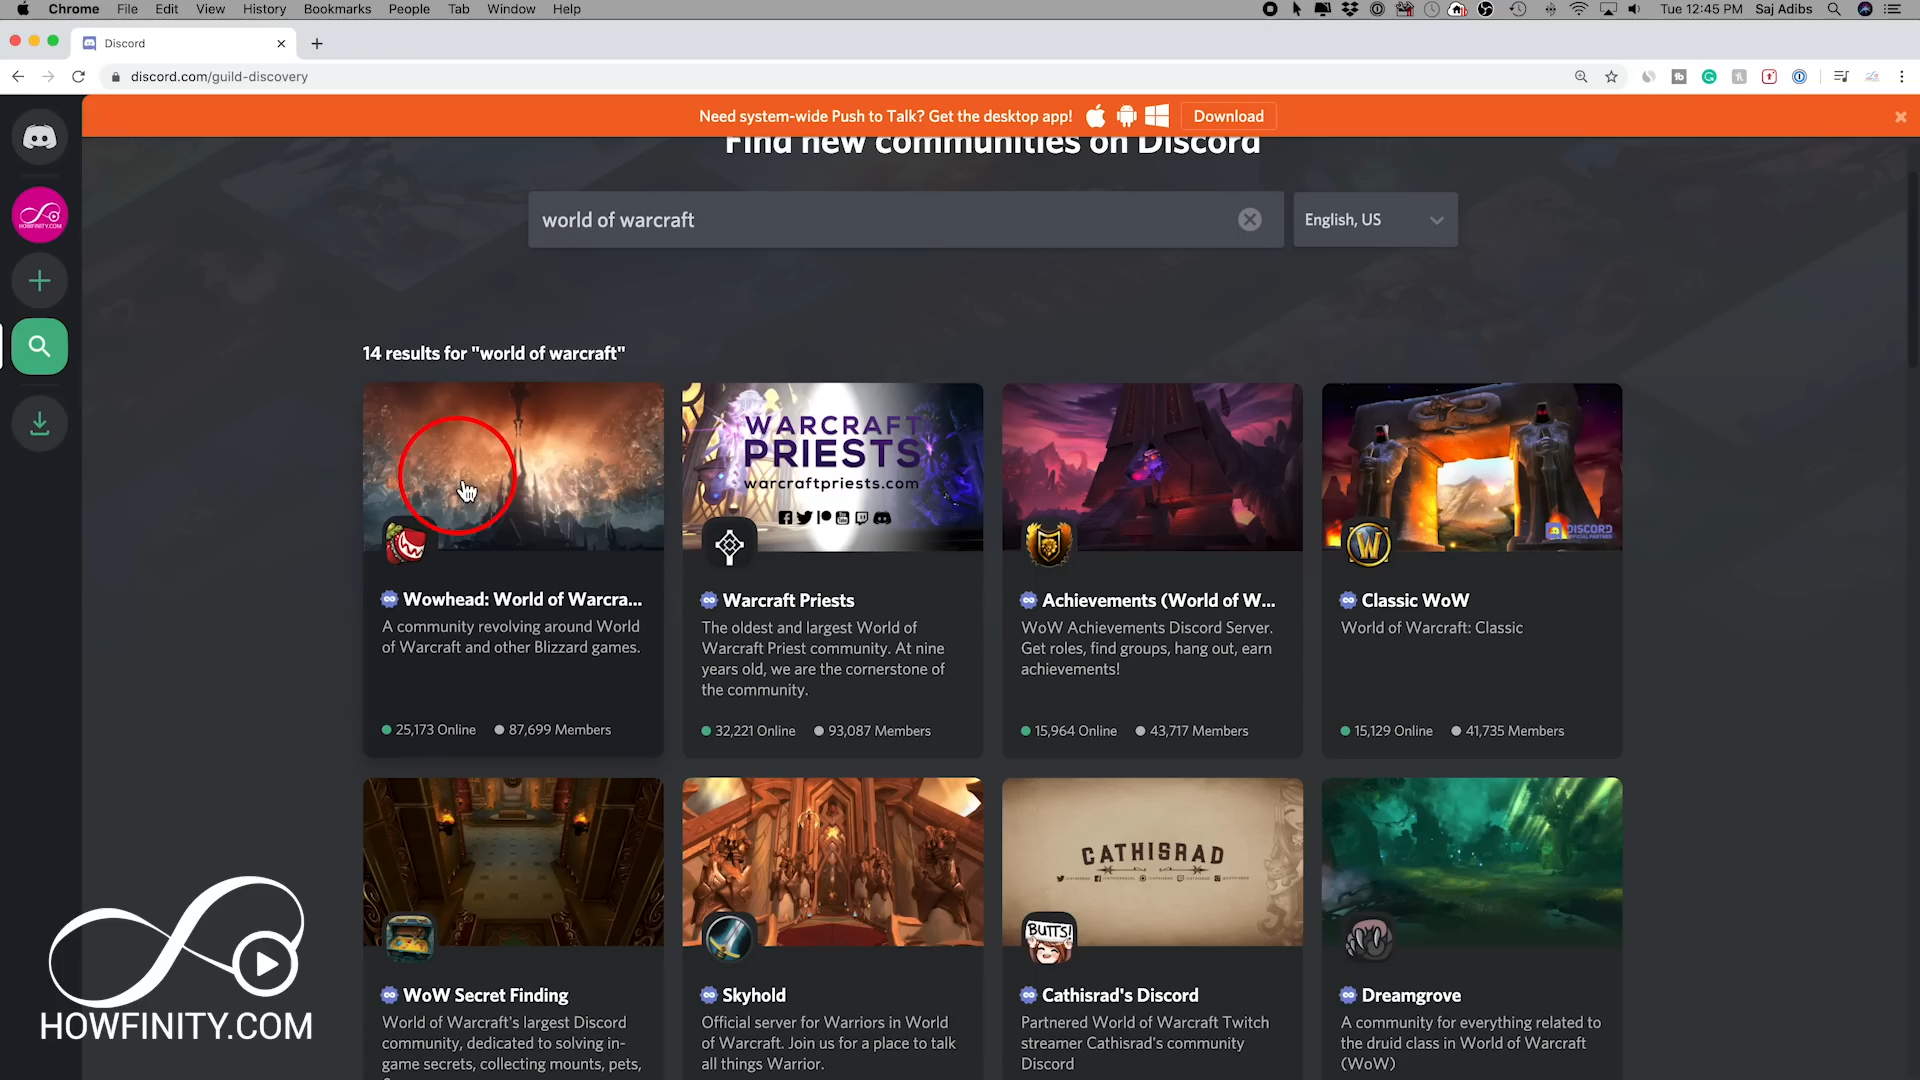 Chrome File Edit View History Bookmarks People Tab Window Help
Tue 12:45 PM Saj Adibs
Discord
discord.com/guild-discovery
Need system-wide Push to Talk? Get the desktop app! Download
Find new communities on Discord
world of warcraft
English, US
HOWFINITY.COM
14 results for "world of warcraft"
Wowhead: World of Warcra...
A community revolving around World
of Warcraft and other Blizzard games.
25,173 Online 87,699 Members
WARCRAFT
PRIESTS
warcraftpriests.com
Warcraft Priests
The oldest and largest World of
Warcraft Priest community. At nine
years old, we are the cornerstone of
the community.
32,221 Online 93,087 Members
Achievements (World of W...
WoW Achievements Discord Server.
Get roles, find groups, hang out, earn
achievements!
15,964 Online 43,717 Members
DISCORD
W
Classic WoW
World of Warcraft: Classic
15,129 Online 41,735 Members
WoW Secret Finding
World of Warcraft's largest Discord
community, dedicated to solving in-
game secrets, collecting mounts, pets,
Skyhold
Official server for Warriors in World
of Warcraft. Join us for a place to talk
all things Warrior.
CATHISRAD
BUTTS!
Cathisrad's Discord
Partnered World of Warcraft Twitch
streamer Cathisrad's community
Discord
Dreamgrove
A community for everything related to
the druid class in World of Warcraft
(WoW)
HOWFINITY.COM